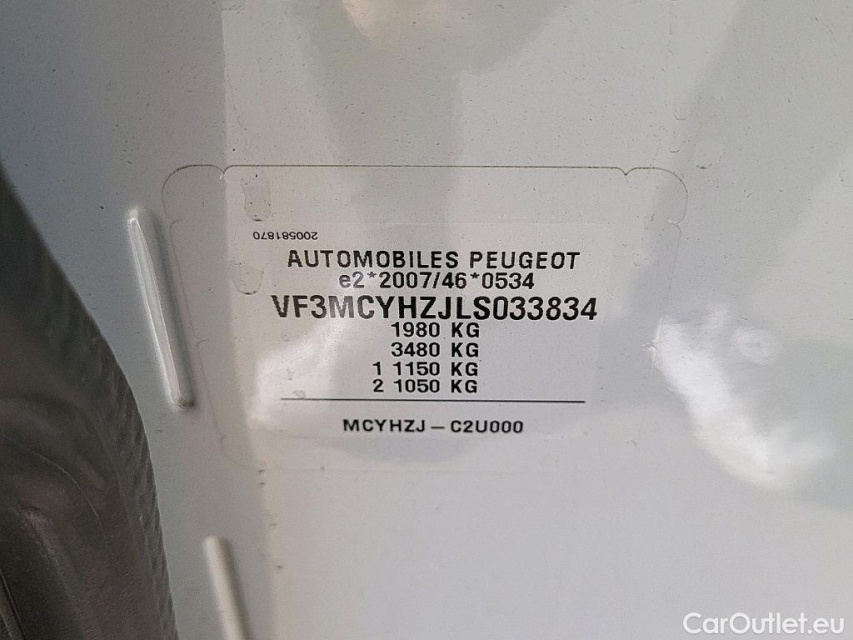 200581870
AUTOMOBILES PEUGEOT
e2*2007/46*0534
VF3MCYHZJLS033834
1980 KG
3480 KG
1 1150 KG
2 1050 KG
MCYHZJ – C2U000
CarOutlet.eu